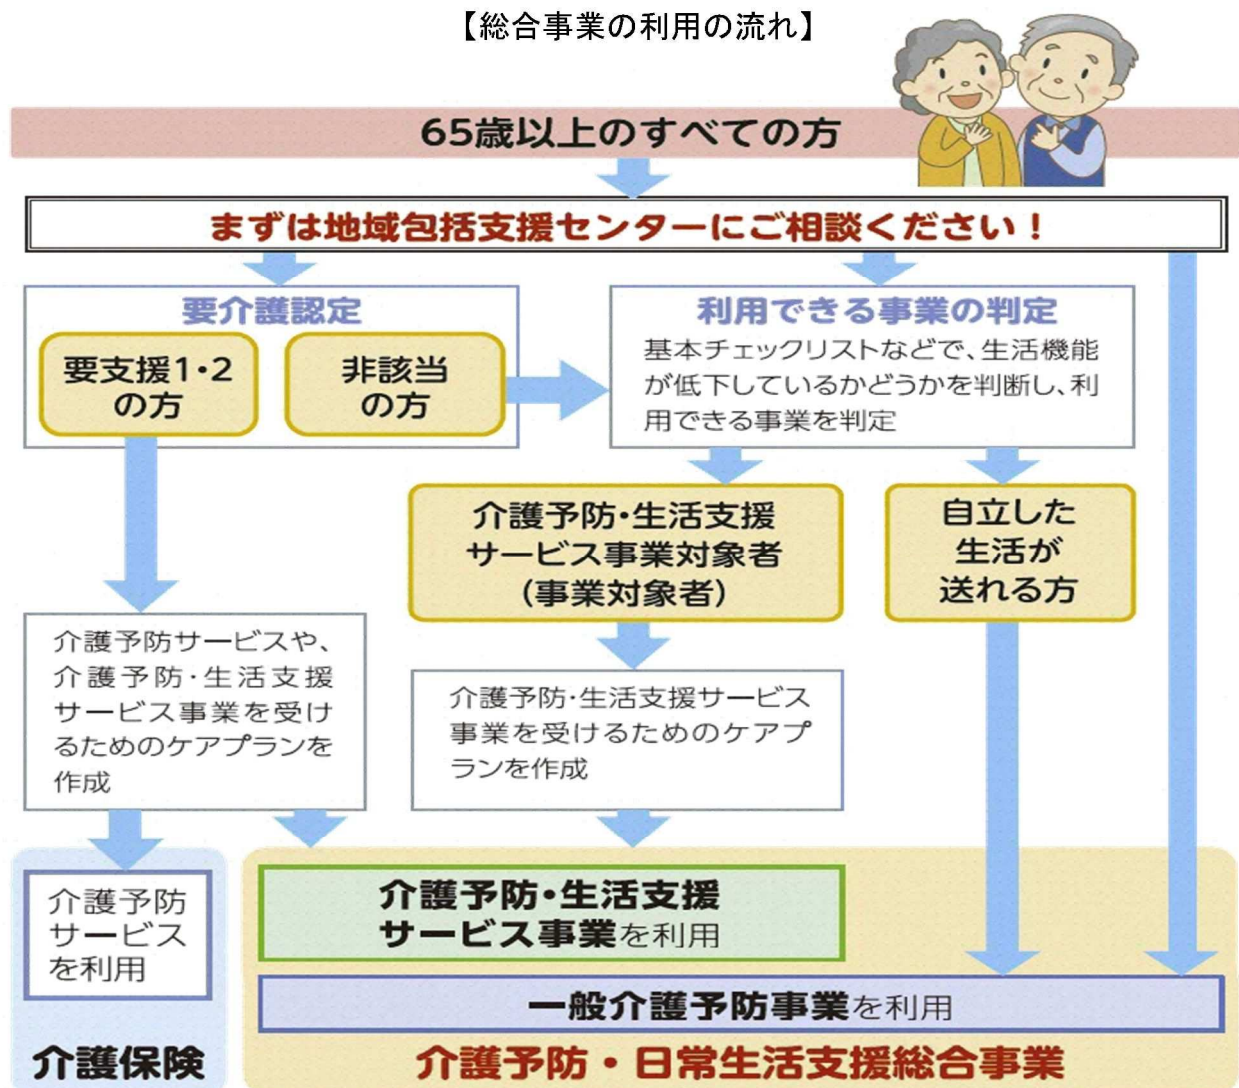 【総合事業の利用の流れ】
65歳以上のすべての方
まずは地域包括支援センターにご相談ください！
要介護認定
要支援1・2
の方
非該当
の方
利用できる事業の判定
基本チェックリストなどで、生活機能
が低下しているかどうかを判断し、利
用できる事業を判定
介護予防・生活支援
サービス事業対象者
（事業対象者）
自立した
生活が
送れる方
介護予防サービスや、
介護予防・生活支援
サービス事業を受け
るためのケアプランを
作成
介護予防・生活支援サービス
事業を受けるためのケアプ
ランを作成
介護予防
サービス
を利用
介護保険
介護予防・生活支援
サービス事業を利用
一般介護予防事業を利用
介護予防・日常生活支援総合事業